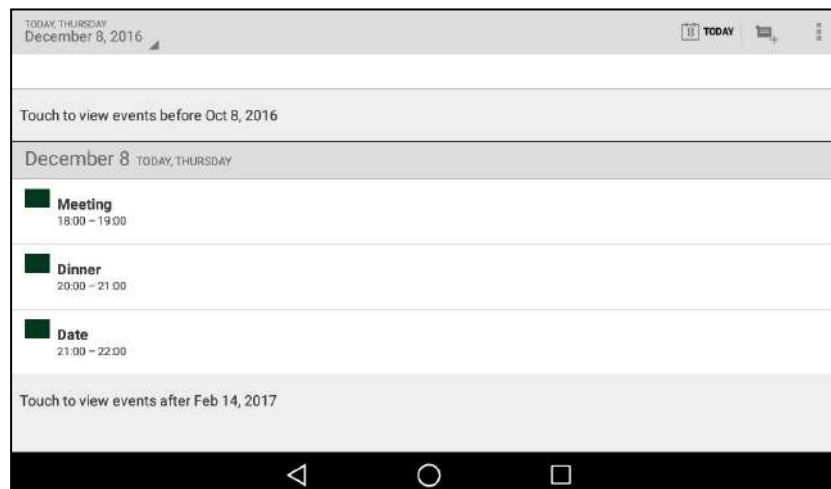 TODAY, THURSDAY
December 8, 2016
8 TODAY
Touch to view events before Oct 8, 2016
December 8 TODAY, THURSDAY
Meeting
18:00 – 19:00
Dinner
20:00 – 21:00
Date
21:00 – 22:00
Touch to view events after Feb 14, 2017